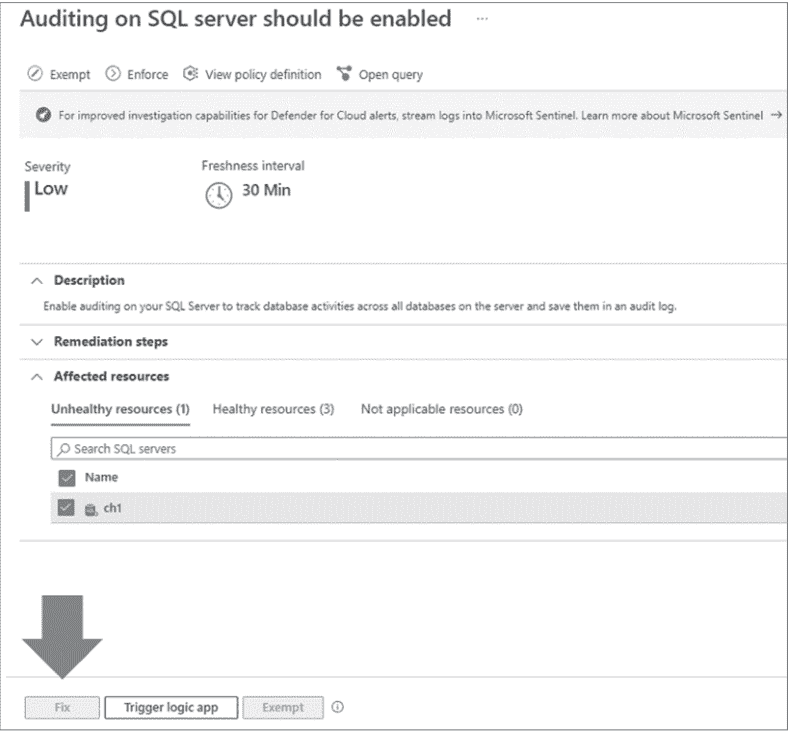 Auditing on SQL server should be enabled ...
Exempt Enforce View policy definition Open query
For improved investigation capabilities for Defender for Cloud alerts, stream logs into Microsoft Sentinel. Learn more about Microsoft Sentinel →
Severity Freshness interval
Low 30 Min
Description
Enable auditing on your SQL Server to track database activities across all databases on the server and save them in an audit log.
Remediation steps
Affected resources
Unhealthy resources (1) Healthy resources (3) Not applicable resources (0)
Search SQL servers
Name
ch1
Fix Trigger logic app Exempt